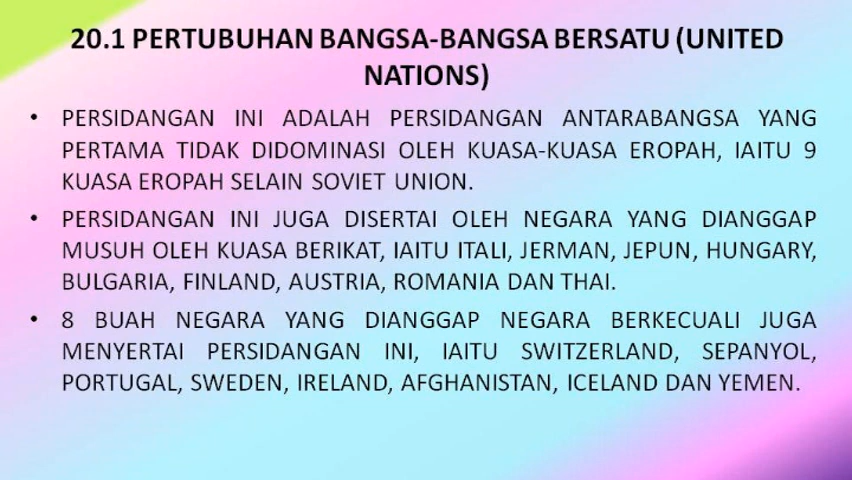 20.1 PERTUBUHAN BANGSA-BANGSA BERSATU (UNITED
NATIONS)
• PERSIDANGAN INI ADALAH PERSIDANGAN ANTARABANGSA YANG
PERTAMA TIDAK DIDOMINASI OLEH KUASA-KUASA EROPAH, IAITU 9
KUASA EROPAH SELAIN SOVIET UNION.
• PERSIDANGAN INI JUGA DISERTAI OLEH NEGARA YANG DIANGGAP
MUSUH OLEH KUASA BERIKAT, IAITU ITALI, JERMAN, JEPUN, HUNGARY,
BULGARIA, FINLAND, AUSTRIA, ROMANIA DAN THAI.
• 8 BUAH NEGARA YANG DIANGGAP NEGARA BERKECUALI JUGA
MENYERTAI PERSIDANGAN INI, IAITU SWITZERLAND, SEPANYOL,
PORTUGAL, SWEDEN, IRELAND, AFGHANISTAN, ICELAND DAN YEMEN.